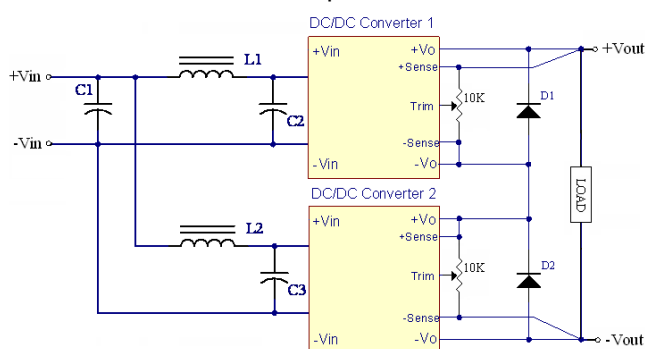 DC/DC Converter 1
+Vin
+Vo
+Vout
+Sense
L1
+Vin
C1
C2
Trim
10K
D1
-Vin
-Sense
- Vin
-Vo
LOAD
DC/DC Converter 2
+Vin
+Vo
+Sense
L2
Trim
10K
D2
C3
-Sense
- Vin
-Vo
-Vout